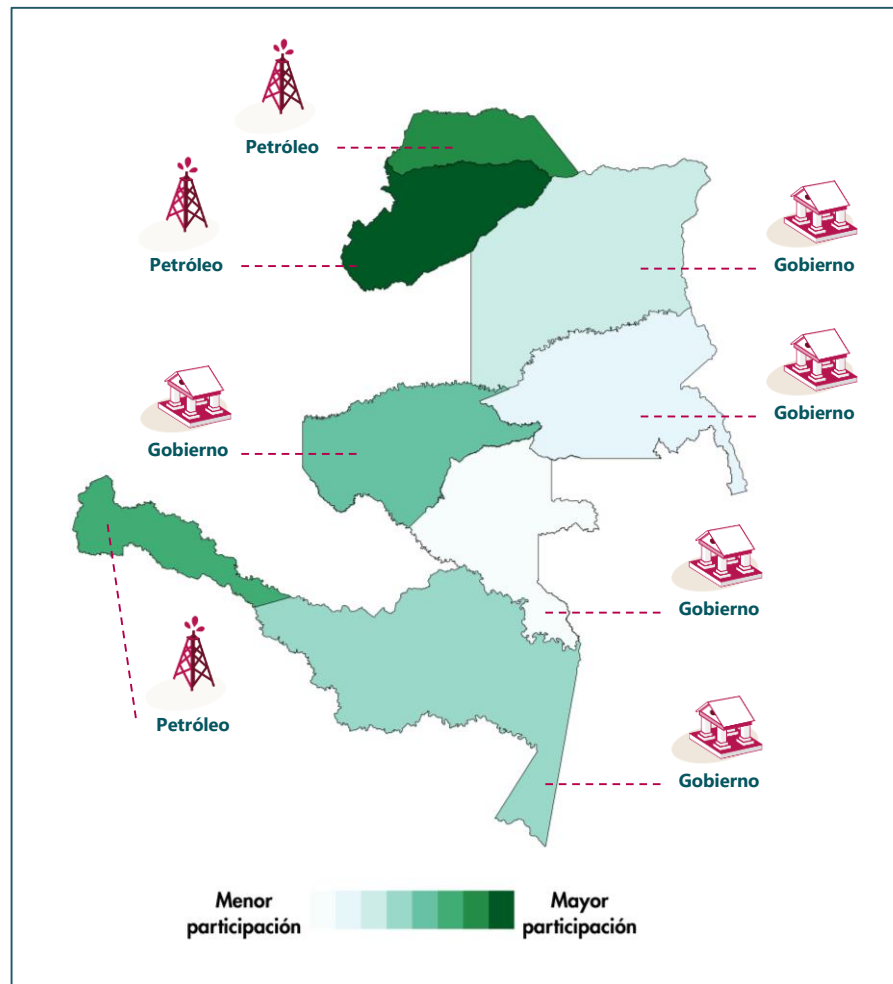 Petróleo
Petróleo
Gobierno
Gobierno
Gobierno
Gobierno
Petróleo
Gobierno
Menor
participación
Mayor
participación